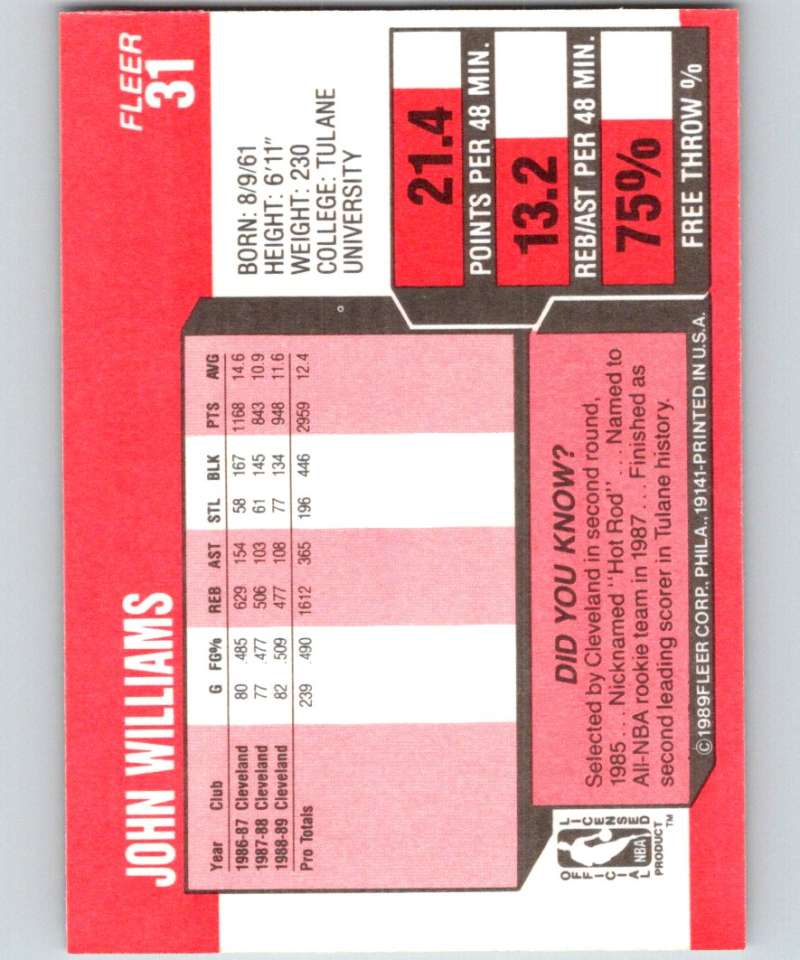 FLEER
31
JOHN WILLIAMS
BORN: 8/9/61
HEIGHT: 6'11"
WEIGHT: 230
COLLEGE: TULANE
UNIVERSITY
Year Club G FG% REB AST STL BLK PTS AVG
1986-87 Cleveland 80 .485 629 154 58 167 1168 14.6
1987-88 Cleveland 77 .477 506 103 61 145 843 10.9
1988-89 Cleveland 82 .509 477 108 77 134 948 11.6
Pro Totals 239 .490 1612 365 196 446 2959 12.4
21.4
POINTS PER 48 MIN.
13.2
REB/AST PER 48 MIN.
75%
FREE THROW %
DID YOU KNOW?
Selected by Cleveland in second round,
1985 ... Nicknamed "Hot Rod" ... Named to
All-NBA rookie team in 1987 ... Finished as
second leading scorer in Tulane history.
OFFICIAL
LICENSED
NBA
PRODUCT™
©1989FLEER CORP., PHILA., 19141-PRINTED IN U.S.A.